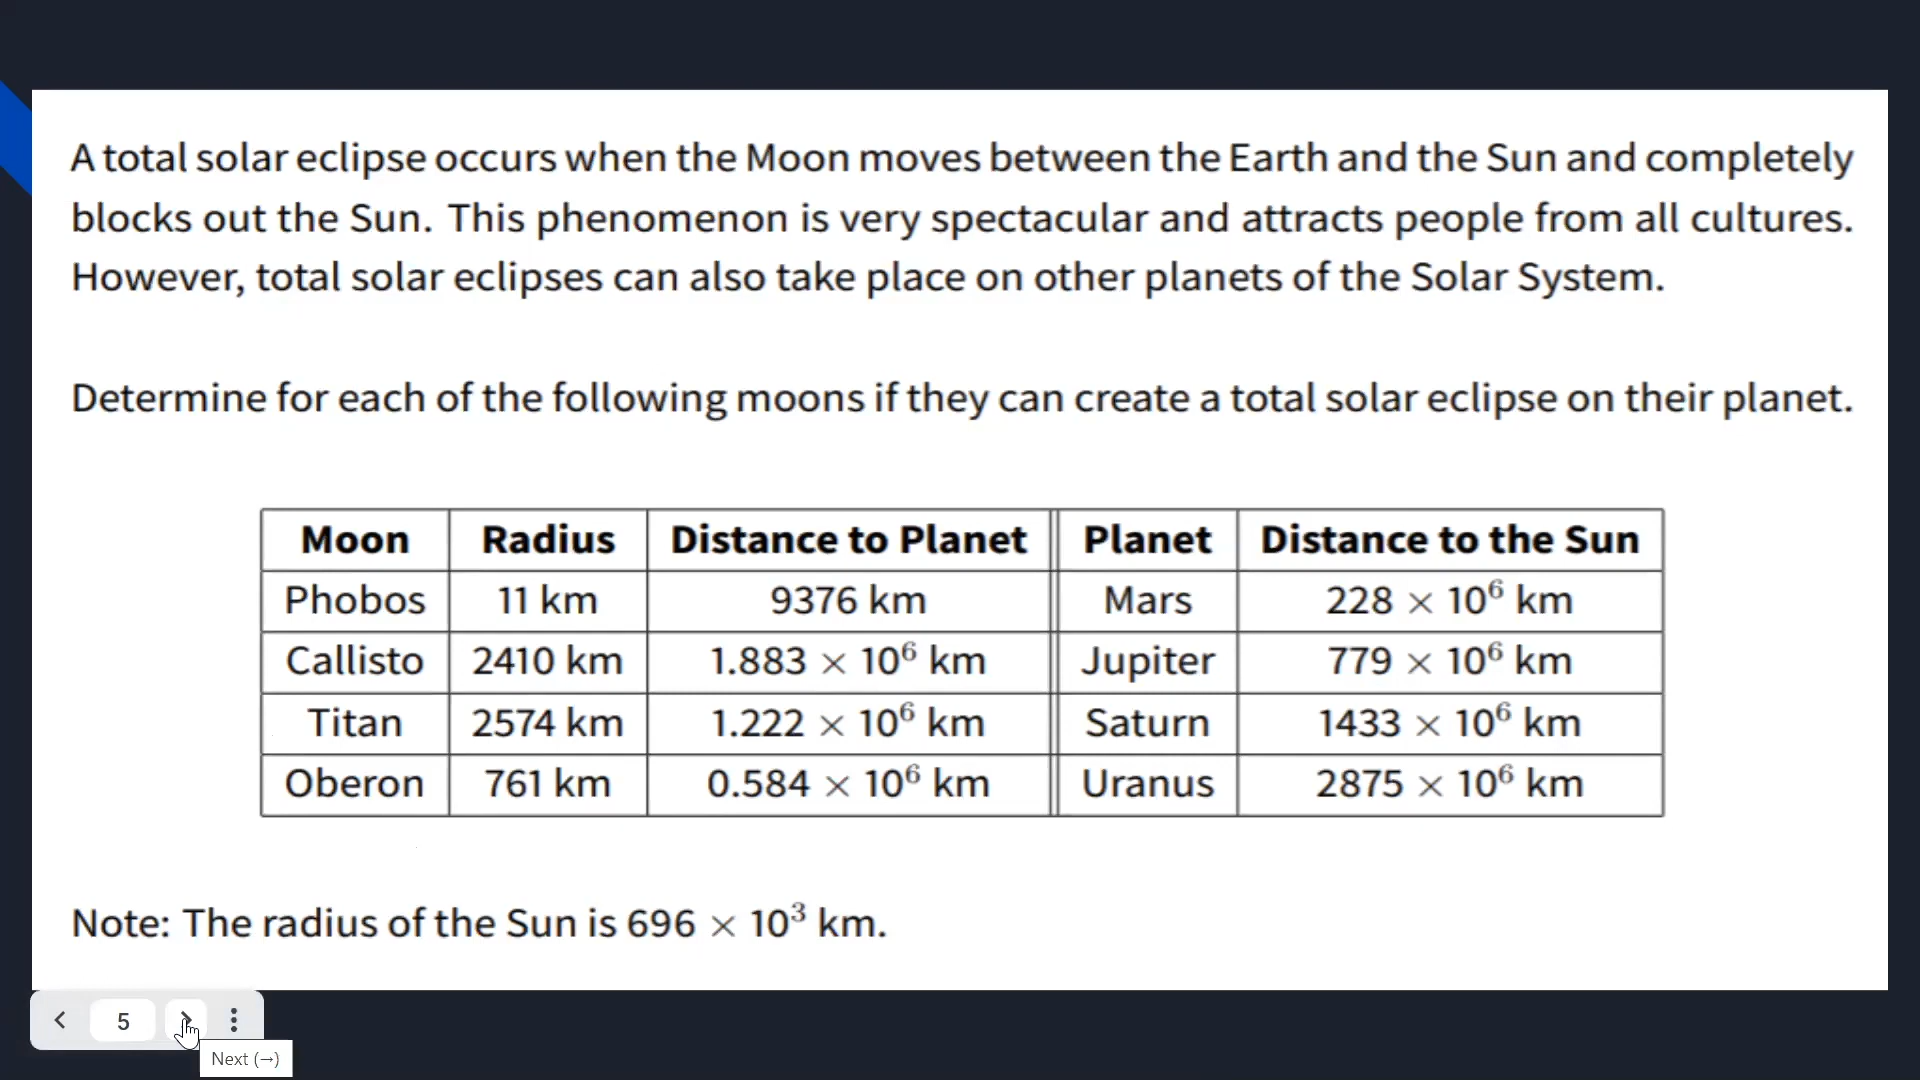 A total solar eclipse occurs when the Moon moves between the Earth and the Sun and completely
blocks out the Sun. This phenomenon is very spectacular and attracts people from all cultures.
However, total solar eclipses can also take place on other planets of the Solar System.
Determine for each of the following moons if they can create a total solar eclipse on their planet.
Moon Radius Distance to Planet Planet Distance to the Sun
Phobos 11 km 9376 km Mars 228 × 10⁶ km
Callisto 2410 km 1.883 × 10⁶ km Jupiter 779 × 10⁶ km
Titan 2574 km 1.222 × 10⁶ km Saturn 1433 × 10⁶ km
Oberon 761 km 0.584 × 10⁶ km Uranus 2875 × 10⁶ km
Note: The radius of the Sun is 696 × 10³ km.
5
Next (→)